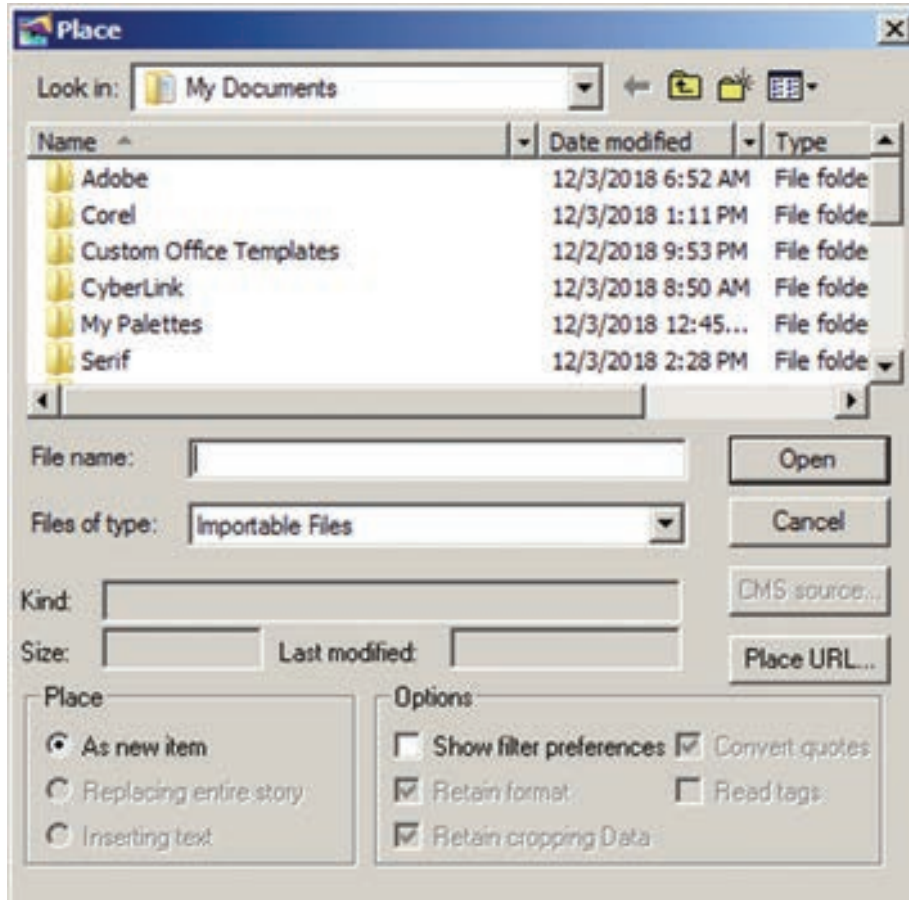 Place
Look in: My Documents
Name Date modified Type
Adobe 12/3/2018 6:52 AM File folde
Corel 12/3/2018 1:11 PM File folde
Custom Office Templates 12/2/2018 9:53 PM File folde
CyberLink 12/3/2018 8:50 AM File folde
My Palettes 12/3/2018 12:45... File folde
Serif 12/3/2018 2:28 PM File folde
File name: Open
Files of type: Importable Files Cancel
Kind: CMS source...
Size: Last modified: Place URL...
Place Options
As new item Show filter preferences Convert quotes
Replacing entire story Retain format Read tags
Inserting text Retain cropping Data